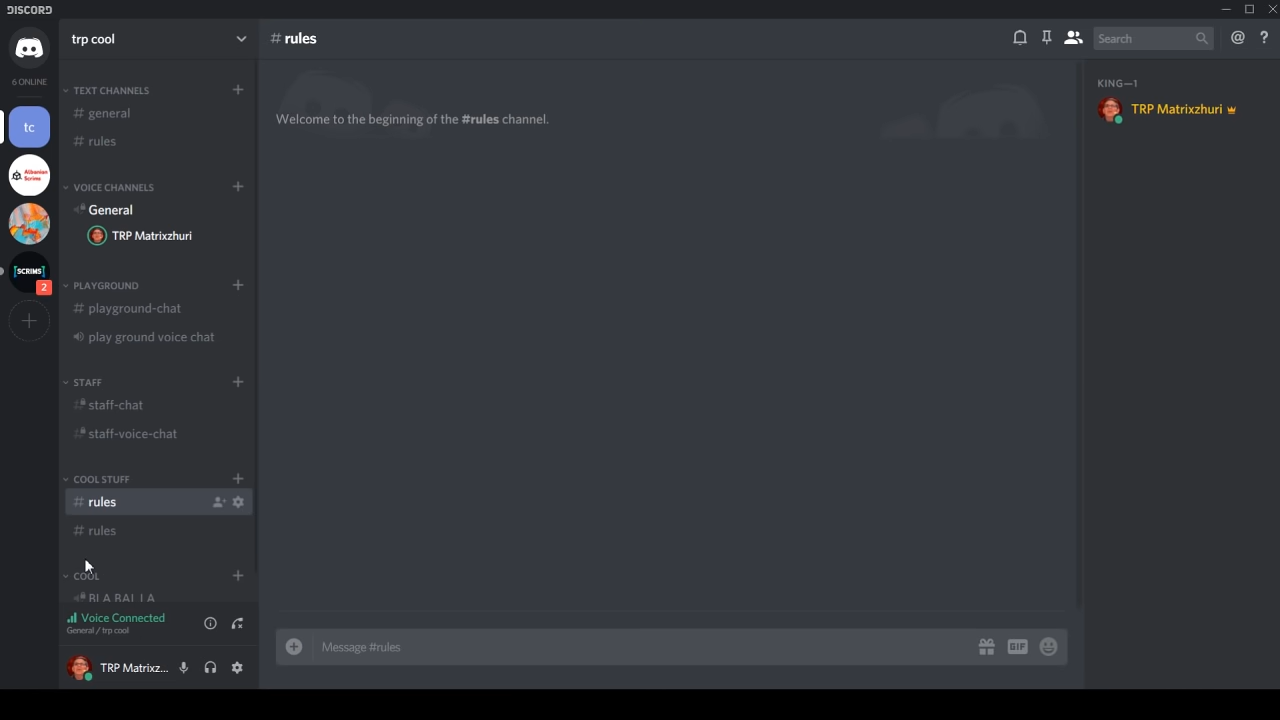 DISCORD
trp cool
# rules
Search
@
?
6 ONLINE
tc
Albanian
Scrims
[SCRIMS]
2
TEXT CHANNELS
# general
# rules
VOICE CHANNELS
General
TRP Matrixzhuri
PLAYGROUND
# playground-chat
play ground voice chat
STAFF
staff-chat
staff-voice-chat
COOL STUFF
# rules
# rules
COOL
BLA BALLA
Voice Connected
General / trp cool
TRP Matrixz...
Welcome to the beginning of the #rules channel.
Message #rules
GIF
KING—1
TRP Matrixzhuri